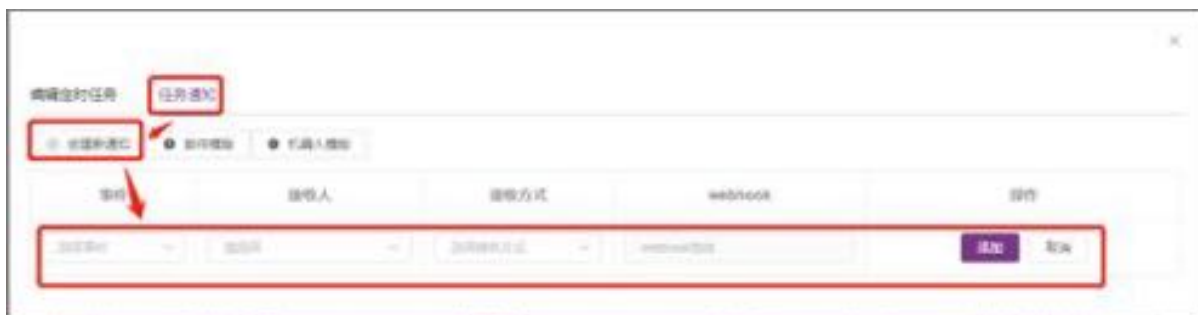 编辑定时任务 任务通知
创建新通知 邮件模版 机器人模版
事件 接收人 接收方式 webhook 操作
选择事件 请选择 选择接收方式 webhook地址 添加 取消